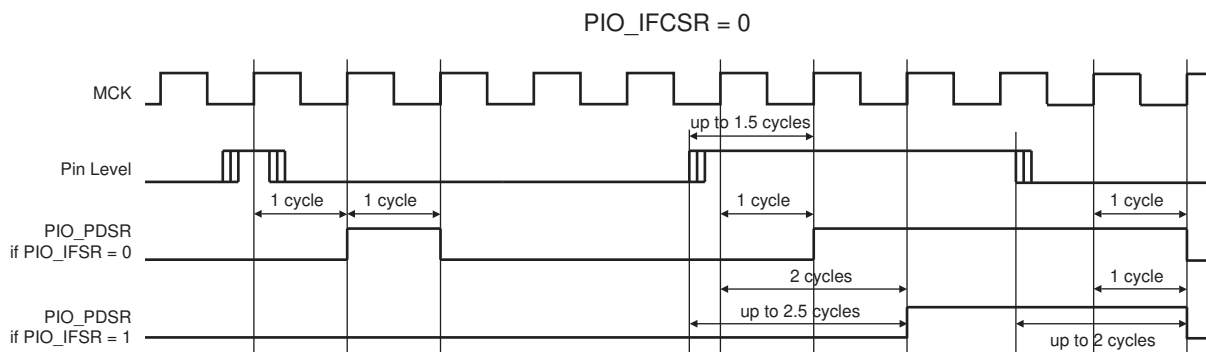 PIO_IFCSR = 0
MCK
up to 1.5 cycles
Pin Level
1 cycle
1 cycle
1 cycle
1 cycle
PIO_PDSR
if PIO_IFSR = 0
2 cycles
1 cycle
PIO_PDSR
if PIO_IFSR = 1
up to 2.5 cycles
up to 2 cycles